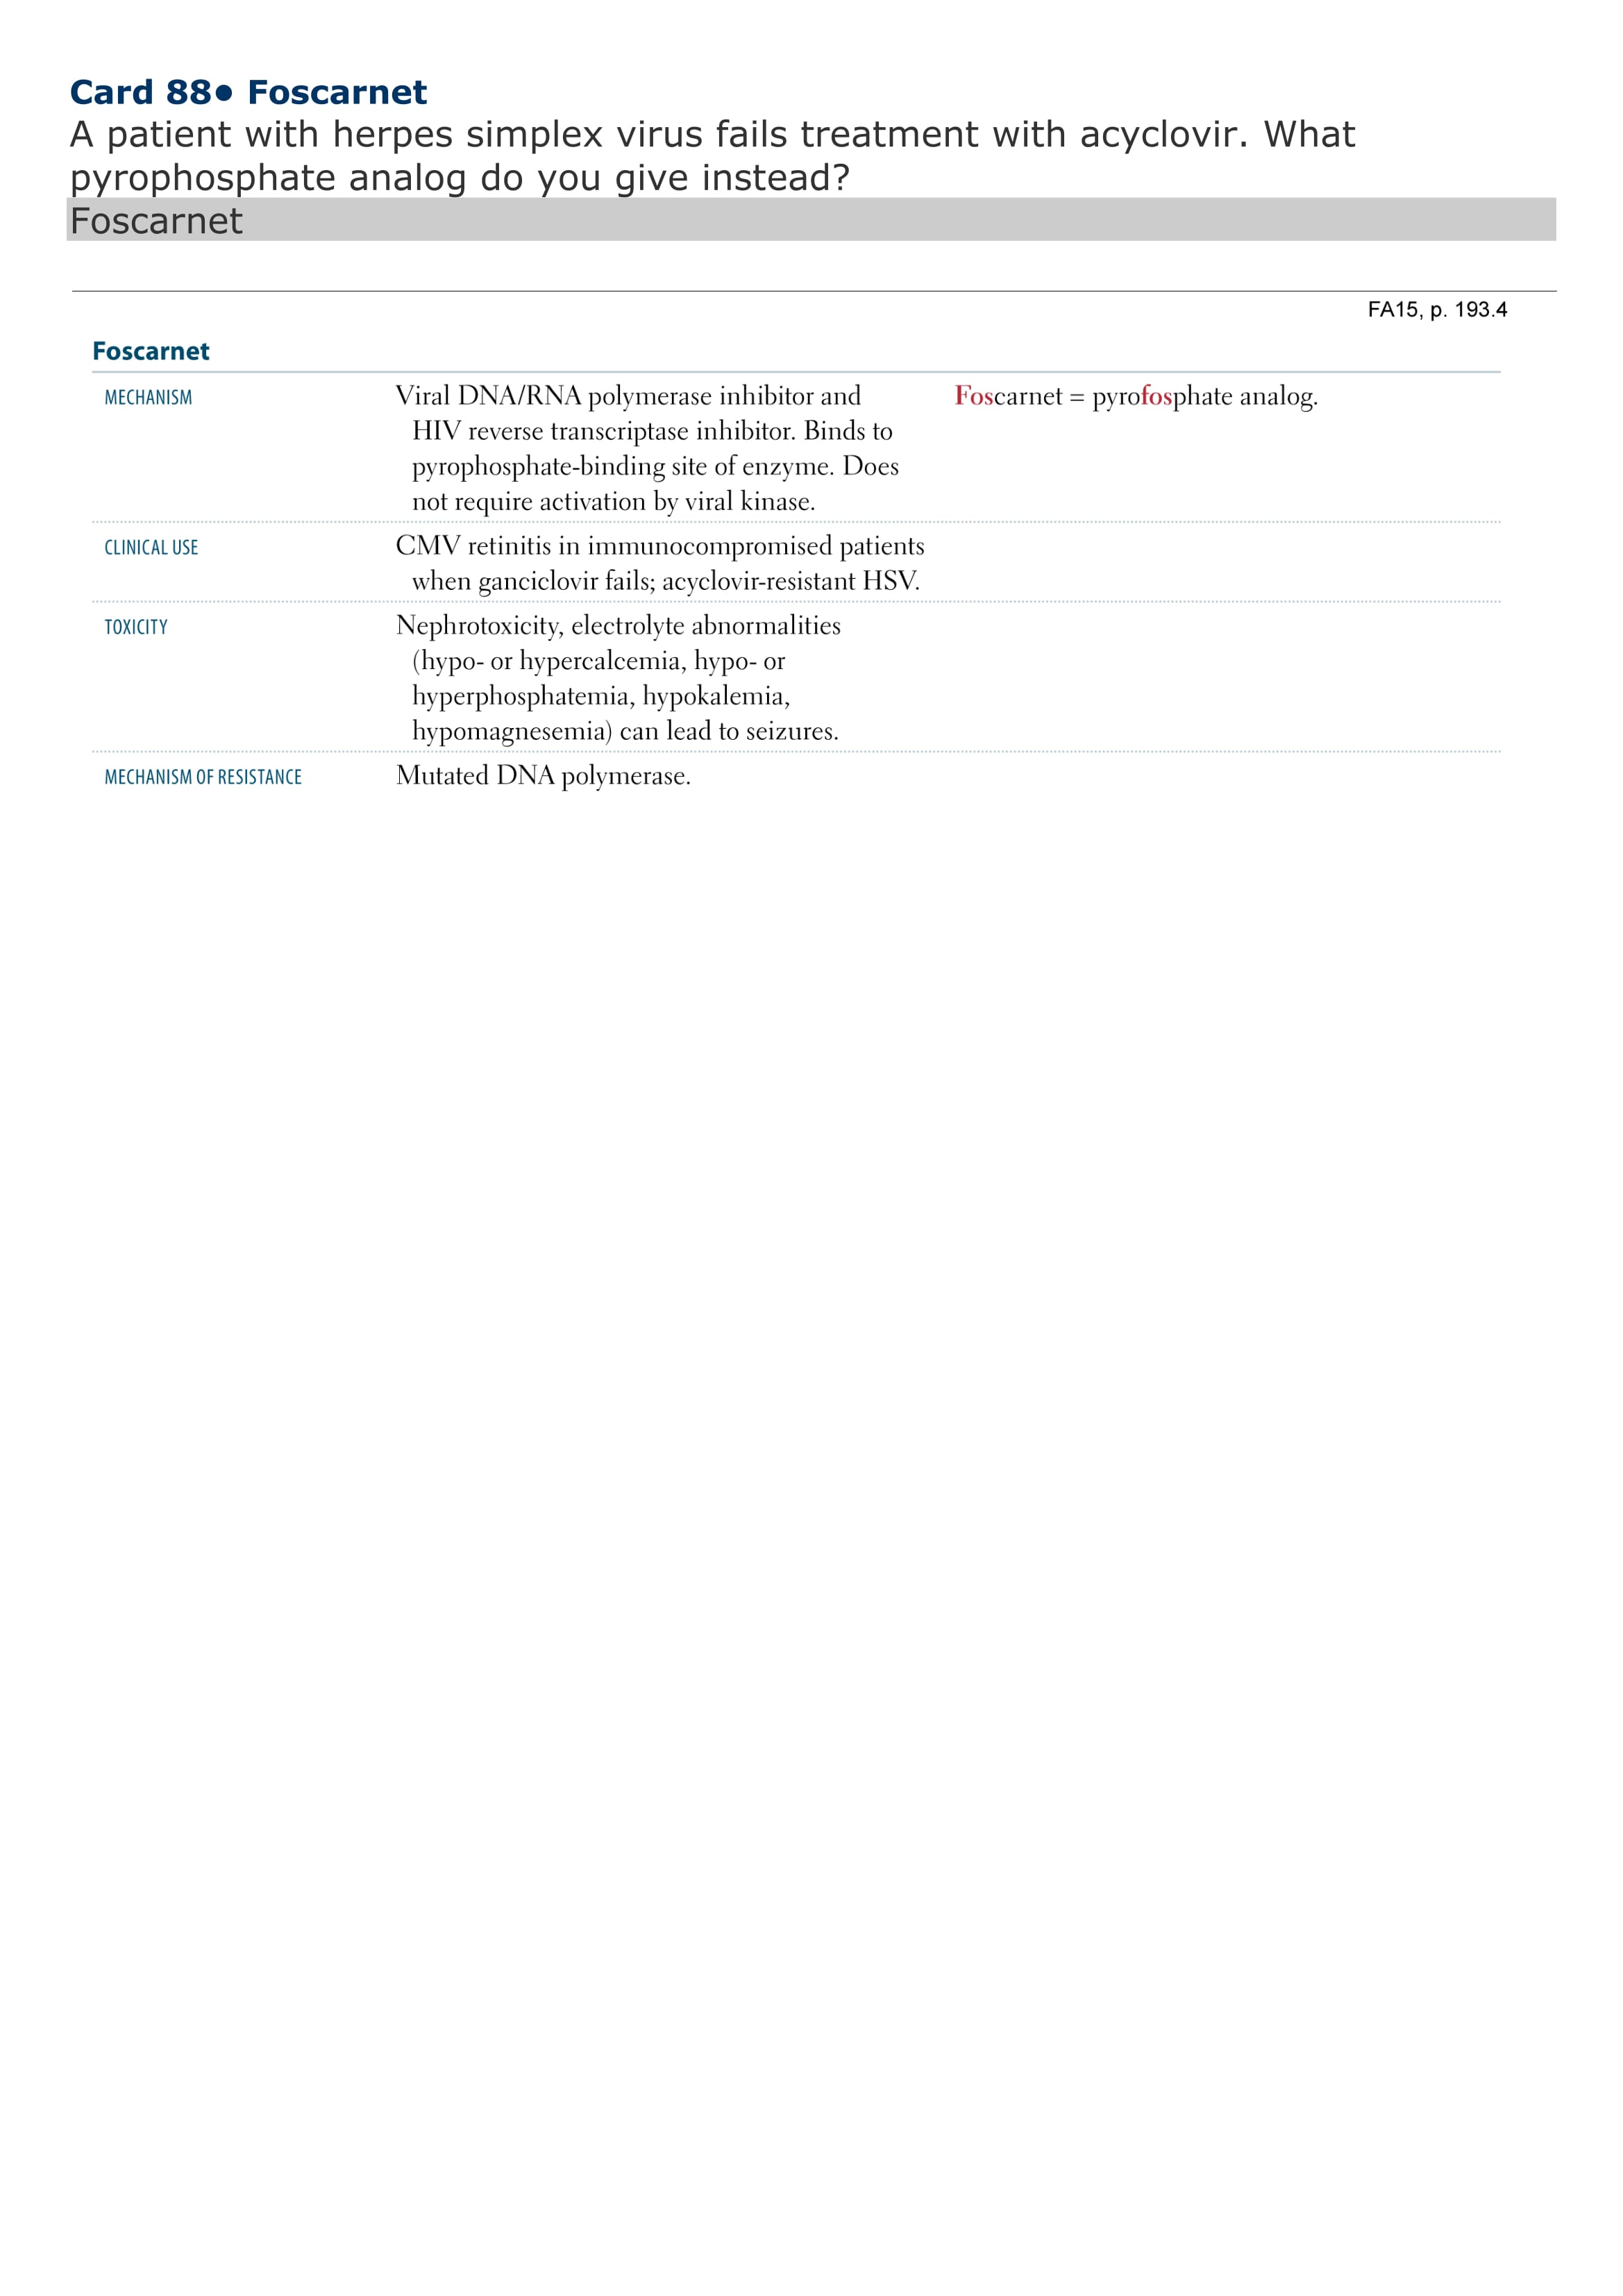 Card 88● Foscarnet
A patient with herpes simplex virus fails treatment with acyclovir. What
pyrophosphate analog do you give instead?
Foscarnet
FA15, p. 193.4
Foscarnet
MECHANISM
Viral DNA/RNA polymerase inhibitor and
HIV reverse transcriptase inhibitor. Binds to
pyrophosphate-binding site of enzyme. Does
not require activation by viral kinase.
Foscarnet = pyrofosphate analog.
CLINICAL USE
CMV retinitis in immunocompromised patients
when ganciclovir fails; acyclovir-resistant HSV.
TOXICITY
Nephrotoxicity, electrolyte abnormalities
(hypo- or hypercalcemia, hypo- or
hyperphosphatemia, hypokalemia,
hypomagnesemia) can lead to seizures.
MECHANISM OF RESISTANCE
Mutated DNA polymerase.